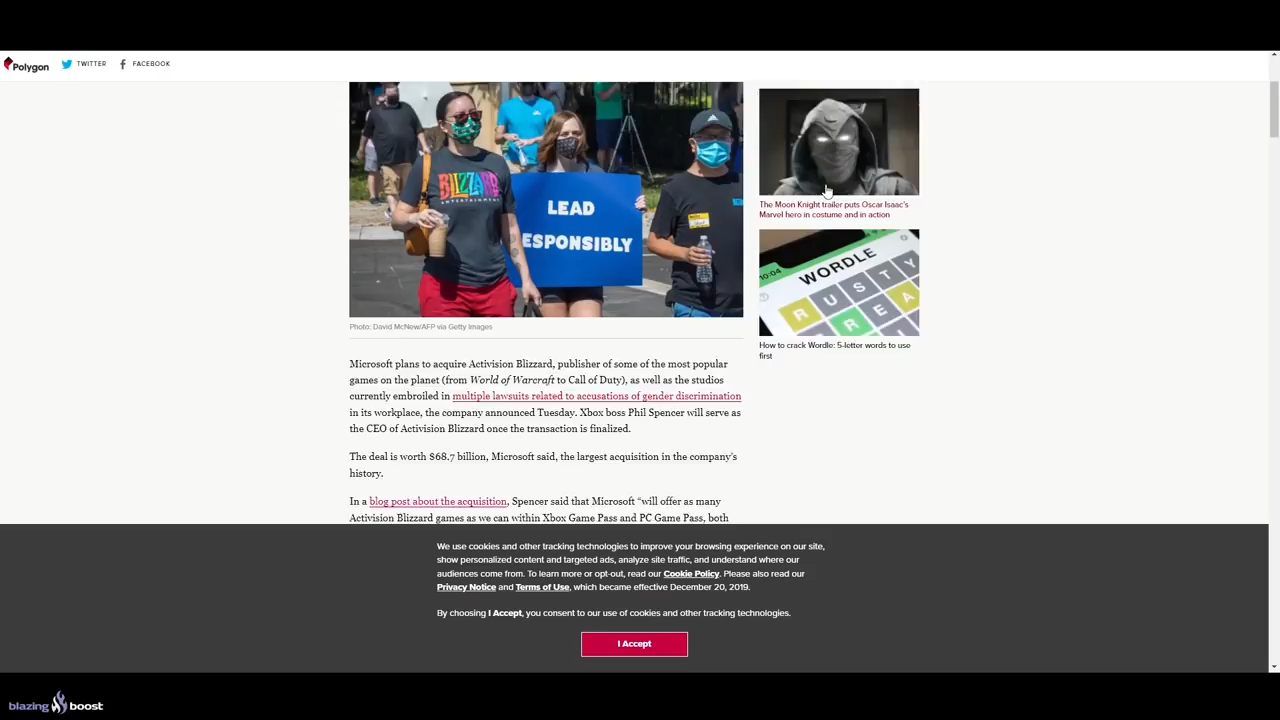 Polygon
TWITTER
FACEBOOK
BLIZZARD
ENTERTAINMENT
LEAD
ESPONSIBLY
Photo: David McNew/AFP via Getty Images
Microsoft plans to acquire Activision Blizzard, publisher of some of the most popular
games on the planet (from World of Warcraft to Call of Duty), as well as the studios
currently embroiled in multiple lawsuits related to accusations of gender discrimination
in its workplace, the company announced Tuesday. Xbox boss Phil Spencer will serve as
the CEO of Activision Blizzard once the transaction is finalized.
The deal is worth $68.7 billion, Microsoft said, the largest acquisition in the company's
history.
In a blog post about the acquisition, Spencer said that Microsoft “will offer as many
Activision Blizzard games as we can within Xbox Game Pass and PC Game Pass, both
The Moon Knight trailer puts Oscar Isaac's
Marvel hero in costume and in action
10:04
WORDLE
RUSTY
REA
How to crack Wordle: 5-letter words to use
first
We use cookies and other tracking technologies to improve your browsing experience on our site,
show personalized content and targeted ads, analyze site traffic, and understand where our
audiences come from. To learn more or opt-out, read our Cookie Policy. Please also read our
Privacy Notice and Terms of Use, which became effective December 20, 2019.
By choosing I Accept, you consent to our use of cookies and other tracking technologies.
I Accept
blazing boost